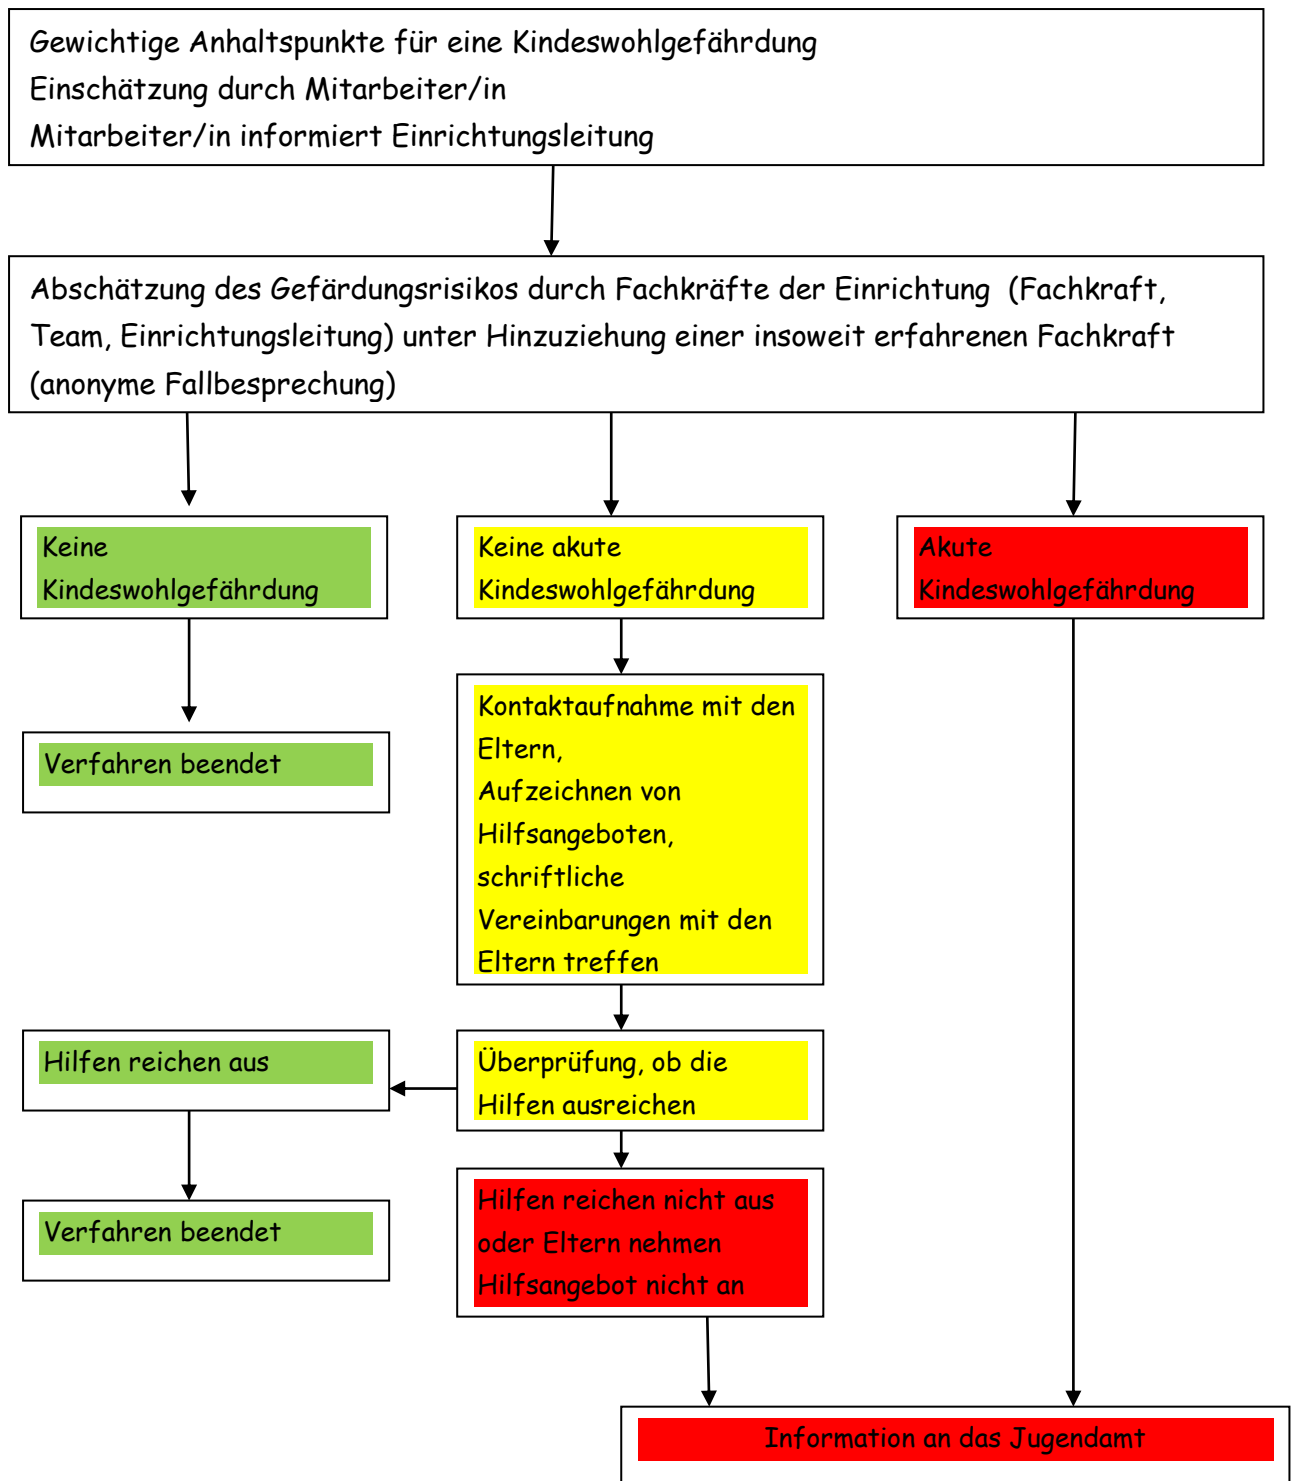 Gewichtige Anhaltspunkte für eine Kindeswohlgefährdung
Einschätzung durch Mitarbeiter/in
Mitarbeiter/in informiert Einrichtungsleitung
Abschätzung des Gefärdungsrisikos durch Fachkräfte der Einrichtung (Fachkraft,
Team, Einrichtungsleitung) unter Hinzuziehung einer insoweit erfahrenen Fachkraft
(anonyme Fallbesprechung)
Keine
Kindeswohlgefährdung
Keine akute
Kindeswohlgefährdung
Akute
Kindeswohlgefährdung
Verfahren beendet
Kontaktaufnahme mit den
Eltern,
Aufzeichnen von
Hilfsangeboten,
schriftliche
Vereinbarungen mit den
Eltern treffen
Hilfen reichen aus
Überprüfung, ob die
Hilfen ausreichen
Verfahren beendet
Hilfen reichen nicht aus
oder Eltern nehmen
Hilfsangebot nicht an
Information an das Jugendamt